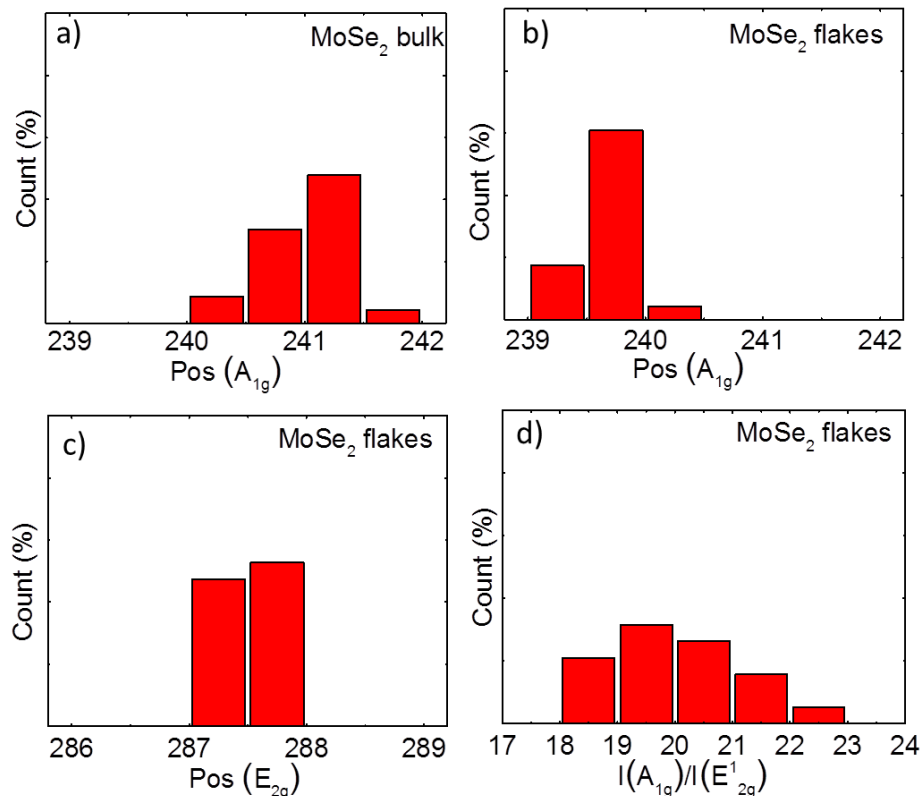 a)
MoSe₂ bulk
Count (%)
239 240 241 242
Pos (A₁g)
b)
MoSe₂ flakes
Count (%)
239 240 241 242
Pos (A₁g)
c)
MoSe₂ flakes
Count (%)
286 287 288 289
Pos (E₂g)
d)
MoSe₂ flakes
Count (%)
17 18 19 20 21 22 23 24
I(A₁g)/I(E¹₂g)